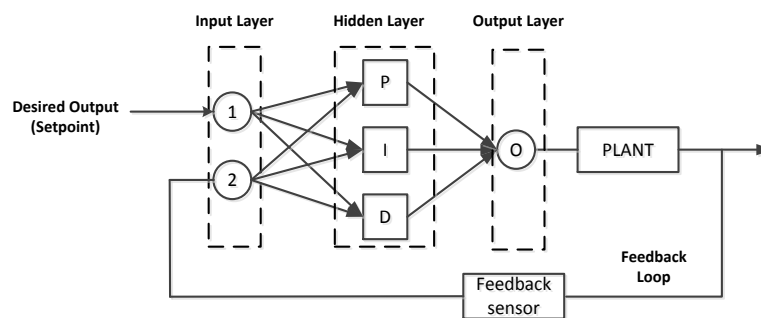 Input Layer
Hidden Layer
Output Layer
Desired Output
(Setpoint)
1
2
P
I
D
O
PLANT
Feedback
Loop
Feedback
sensor